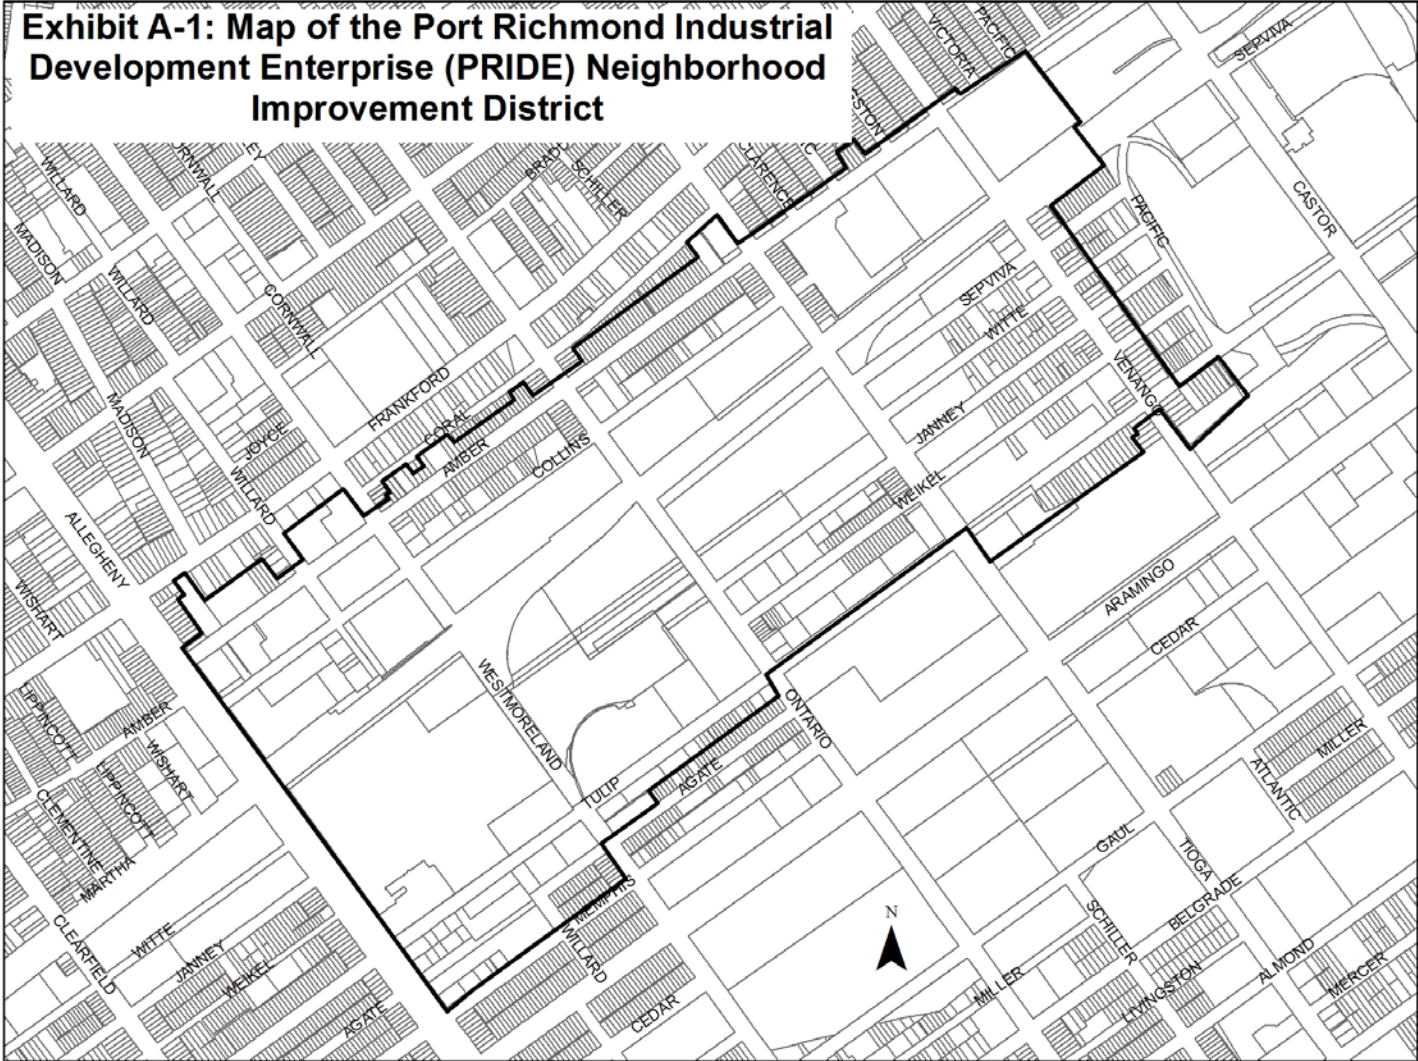 Exhibit A-1: Map of the Port Richmond Industrial
Development Enterprise (PRIDE) Neighborhood
Improvement District
VICTORIA
PACIFIC
SEPVIVA
CLARENCE
SCHILLER
WILLARD
MADISON
WILLARD
CORNWALL
CASTOR
PACIFIC
SEPVIVA
WITTE
VENANGO
JANNEY
WEIKEL
FRANKFORD
CORAL
AMBER
COLLINS
MADISON
JOYCE
WILLARD
ALLEGHENY
WISHART
ARAMINGO
CEDAR
WESTMORELAND
ONTARIO
TULIP
AGATE
LIPPINCOTT
AMBER
WISHART
LIPPINCOTT
CLEMENTINE
MARTHA
MILLER
ATLANTIC
GAUL
TIOGA
BELGRADE
SCHILLER
MEMPHIS
WILLARD
N
CLEARFIELD
WITTE
JANNEY
WEIKEL
AGATE
CEDAR
MILLER
LIVINGSTON
ALMOND
MERCER